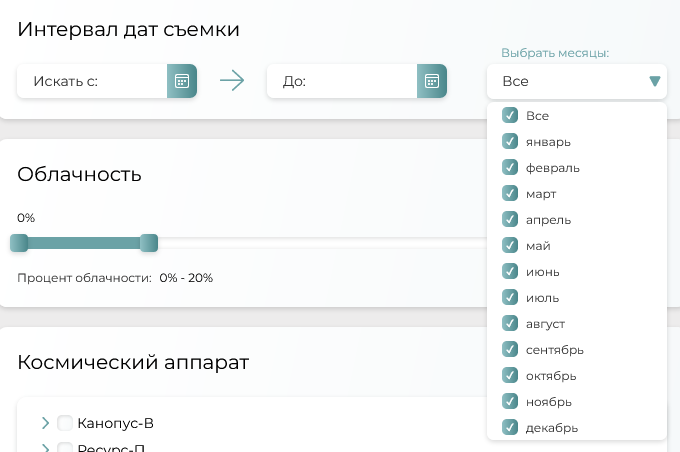 Интервал дат съемки
Выбрать месяцы:
Искать с:
До:
Все
Все
январь
февраль
март
апрель
май
июнь
июль
август
сентябрь
октябрь
ноябрь
декабрь
Облачность
0%
Процент облачности: 0% - 20%
Космический аппарат
Канопус-В
Ресурс-П